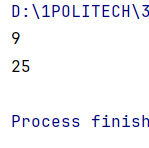 D:\1POLITECH\3
9
25
Process finish